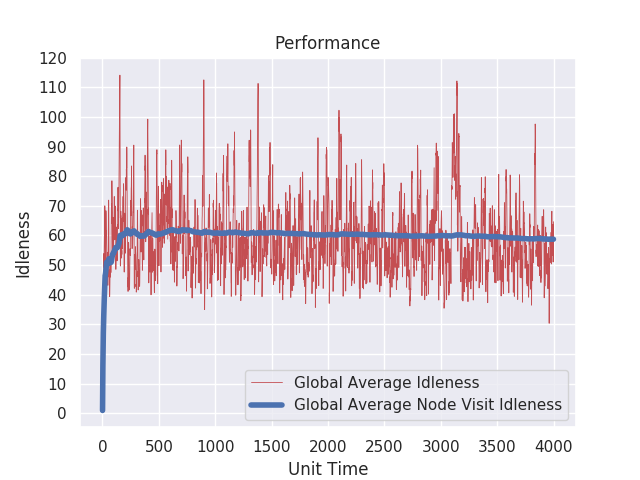 Performance
120
110
100
90
80
70
60
50
40
30
20
10
0
Idleness
0 500 1000 1500 2000 2500 3000 3500 4000
Unit Time
Global Average Idleness
Global Average Node Visit Idleness